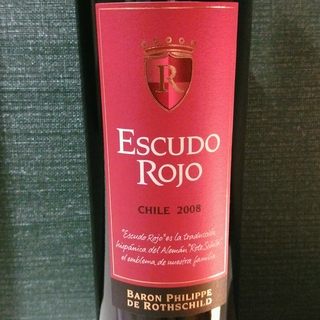 R
ESCUDO
ROJO
CHILE 2008
"Escudo Rojo" es la traducción
hispánica del Alemán "Rote Schild"
el emblema de nuestra familia
BARON PHILIPPE
DE ROTHSCHILD